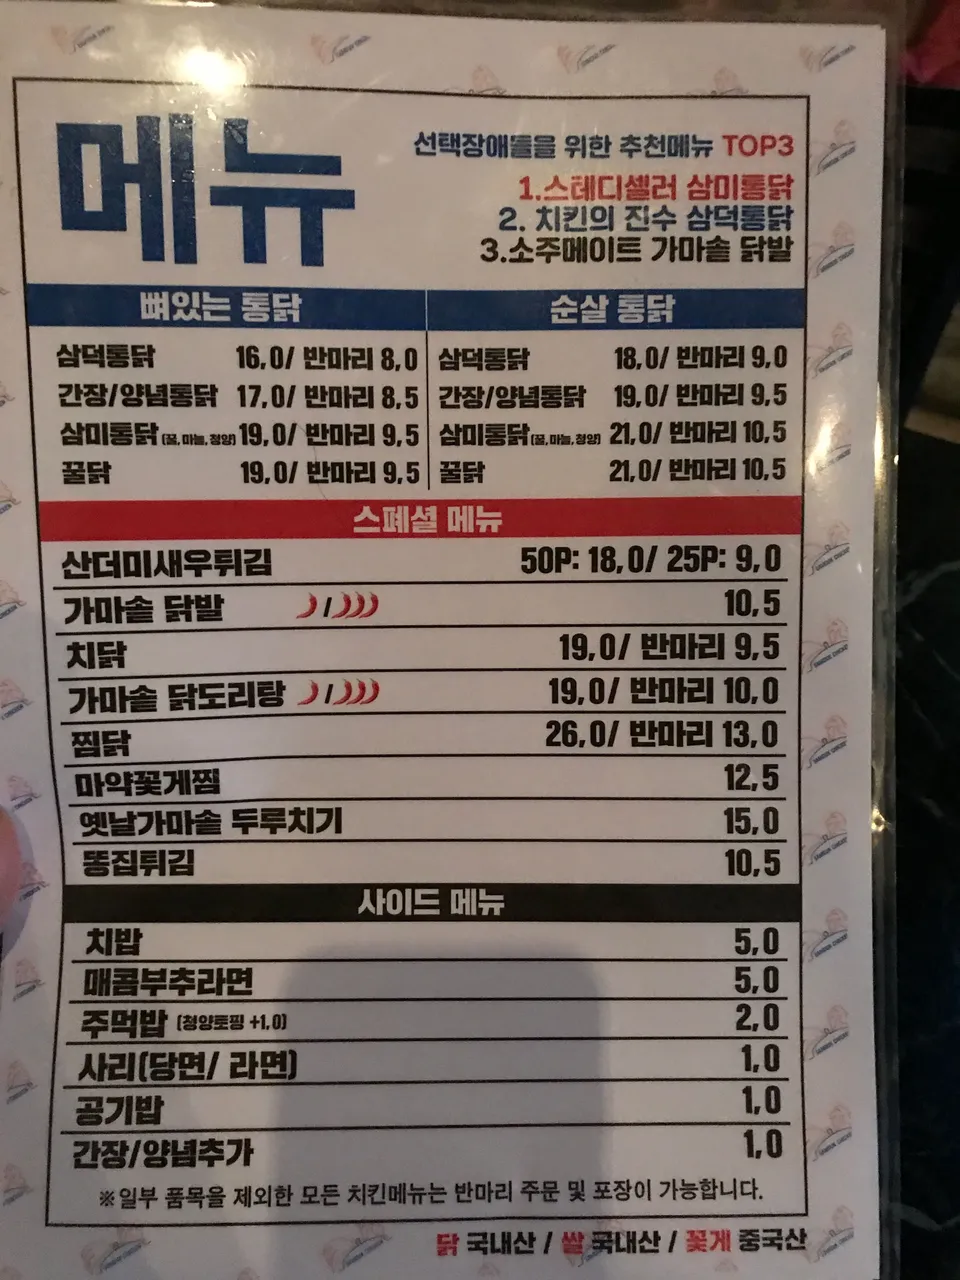 메뉴
선택장애들을 위한 추천메뉴 TOP3
1.스테디셀러 삼미통닭
2. 치킨의 진수 삼덕통닭
3.소주메이트 가마솥 닭발
뼈있는 통닭
삼덕통닭 16,0/ 반마리 8,0
간장/양념통닭 17,0/ 반마리 8,5
삼미통닭(꿀, 마늘, 청양) 19,0/ 반마리 9,5
꿀닭 19,0/ 반마리 9,5
순살 통닭
삼덕통닭 18,0/ 반마리 9,0
간장/양념통닭 19,0/ 반마리 9,5
삼미통닭(꿀, 마늘, 청양) 21,0/ 반마리 10,5
꿀닭 21,0/ 반마리 10,5
스페셜 메뉴
산더미새우튀김 50P: 18,0/ 25P: 9,0
가마솥 닭발 / 10,5
치닭 19,0/ 반마리 9,5
가마솥 닭도리탕 / 19,0/ 반마리 10,0
찜닭 26,0/ 반마리 13,0
마약꽃게찜 12,5
옛날가마솥 두루치기 15,0
똥집튀김 10,5
사이드 메뉴
치밥 5,0
매콤부추라면 5,0
주먹밥 (청양토핑 +1,0) 2,0
사리(당면/ 라면) 1,0
공기밥 1,0
간장/양념추가 1,0
※일부 품목을 제외한 모든 치킨메뉴는 반마리 주문 및 포장이 가능합니다.
닭 국내산 / 쌀 국내산 / 꽃게 중국산